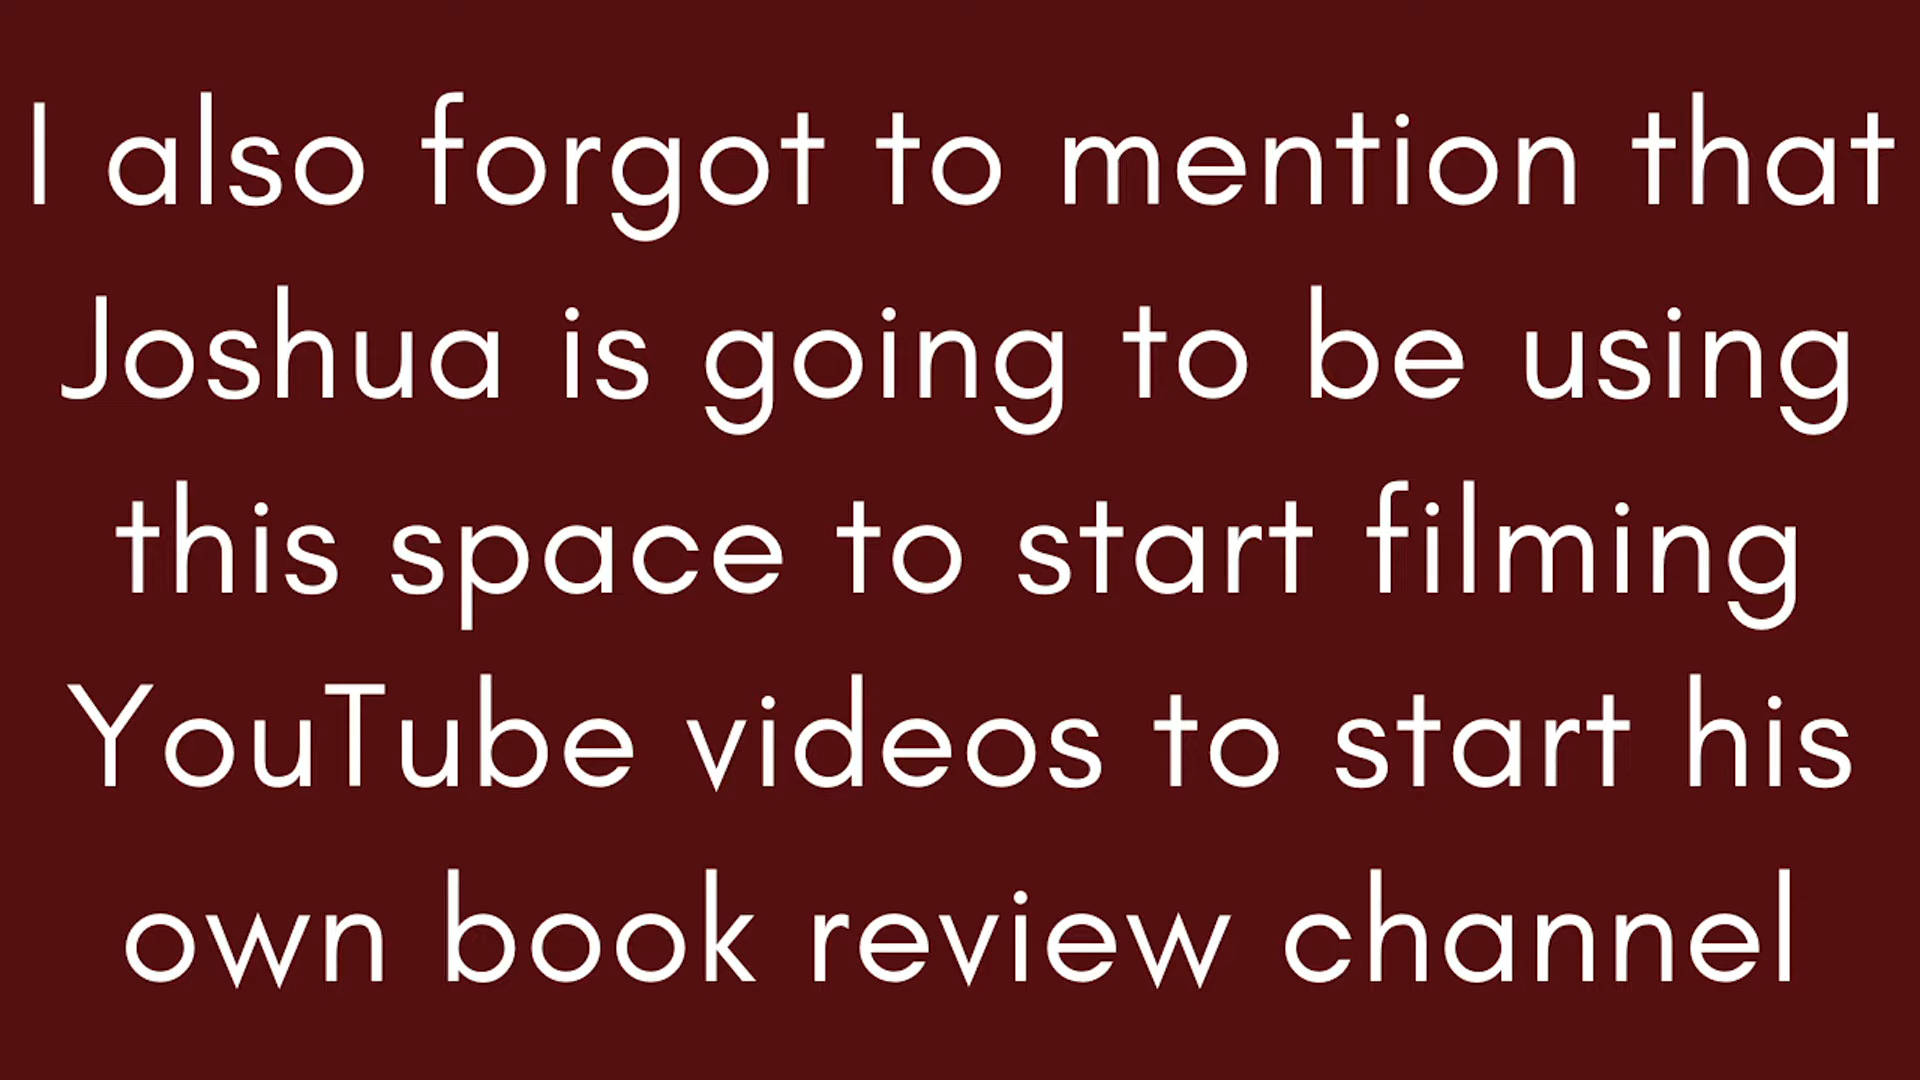 I also forgot to mention that
Joshua is going to be using
this space to start filming
YouTube videos to start his
own book review channel